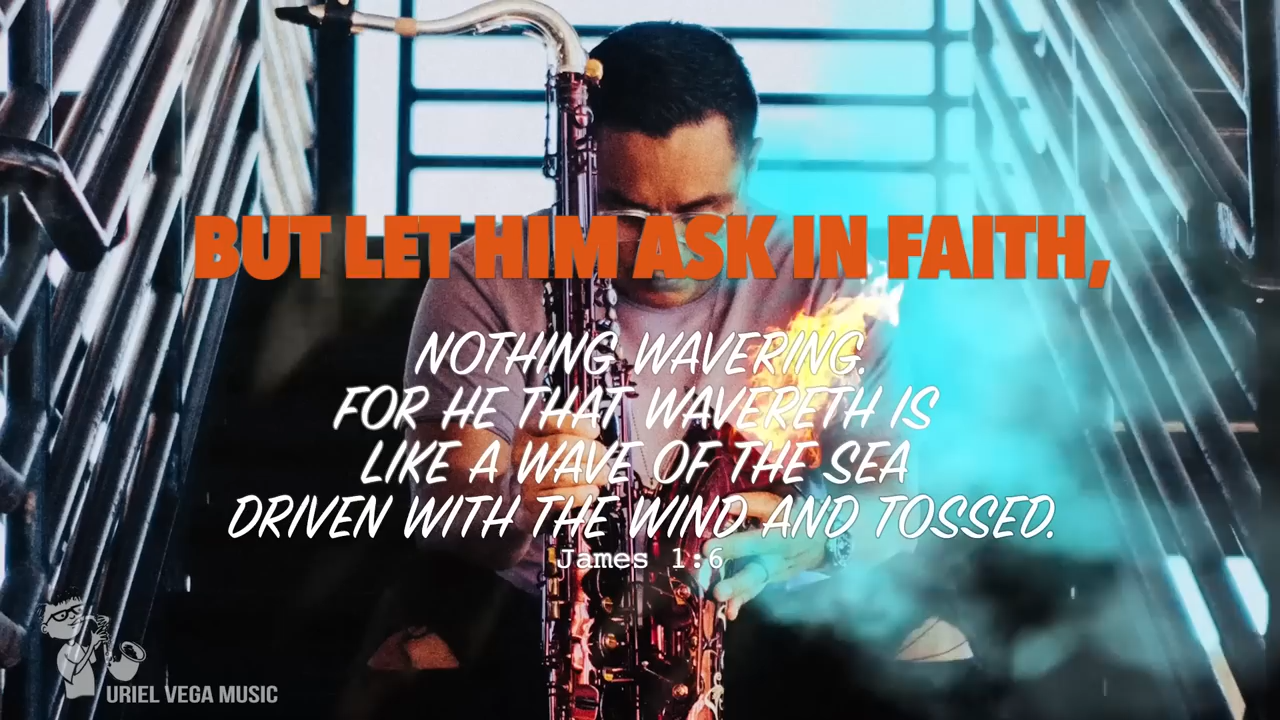 BUT LET HIM ASK IN FAITH,
NOTHING WAVERING.
FOR HE THAT WAVERETH IS
LIKE A WAVE OF THE SEA
DRIVEN WITH THE WIND AND TOSSED.
James 1:6
URIEL VEGA MUSIC